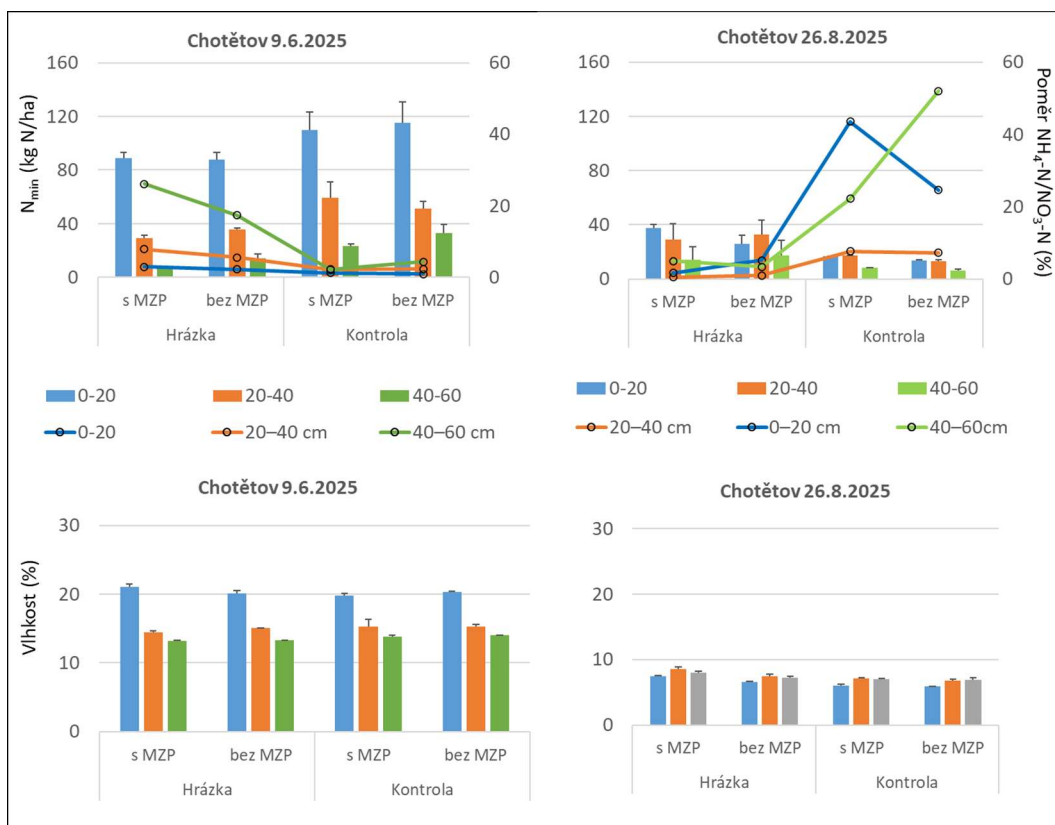 Chotětov 9.6.2025
160
120
80
40
0
N_min (kg N/ha)
60
40
20
0
s MZP
bez MZP
s MZP
bez MZP
Hrázka
Kontrola
0-20
20-40
40-60
0-20
20–40 cm
40–60 cm
Chotětov 26.8.2025
160
120
80
40
0
60
40
20
0
Poměr NH₄-N/NO₃-N (%)
s MZP
bez MZP
s MZP
bez MZP
Hrázka
Kontrola
0-20
20-40
40-60
20–40 cm
0–20 cm
40–60cm
Chotětov 9.6.2025
30
20
10
0
Vlhkost (%)
s MZP
bez MZP
s MZP
bez MZP
Hrázka
Kontrola
Chotětov 26.8.2025
30
20
10
0
s MZP
bez MZP
s MZP
bez MZP
Hrázka
Kontrola